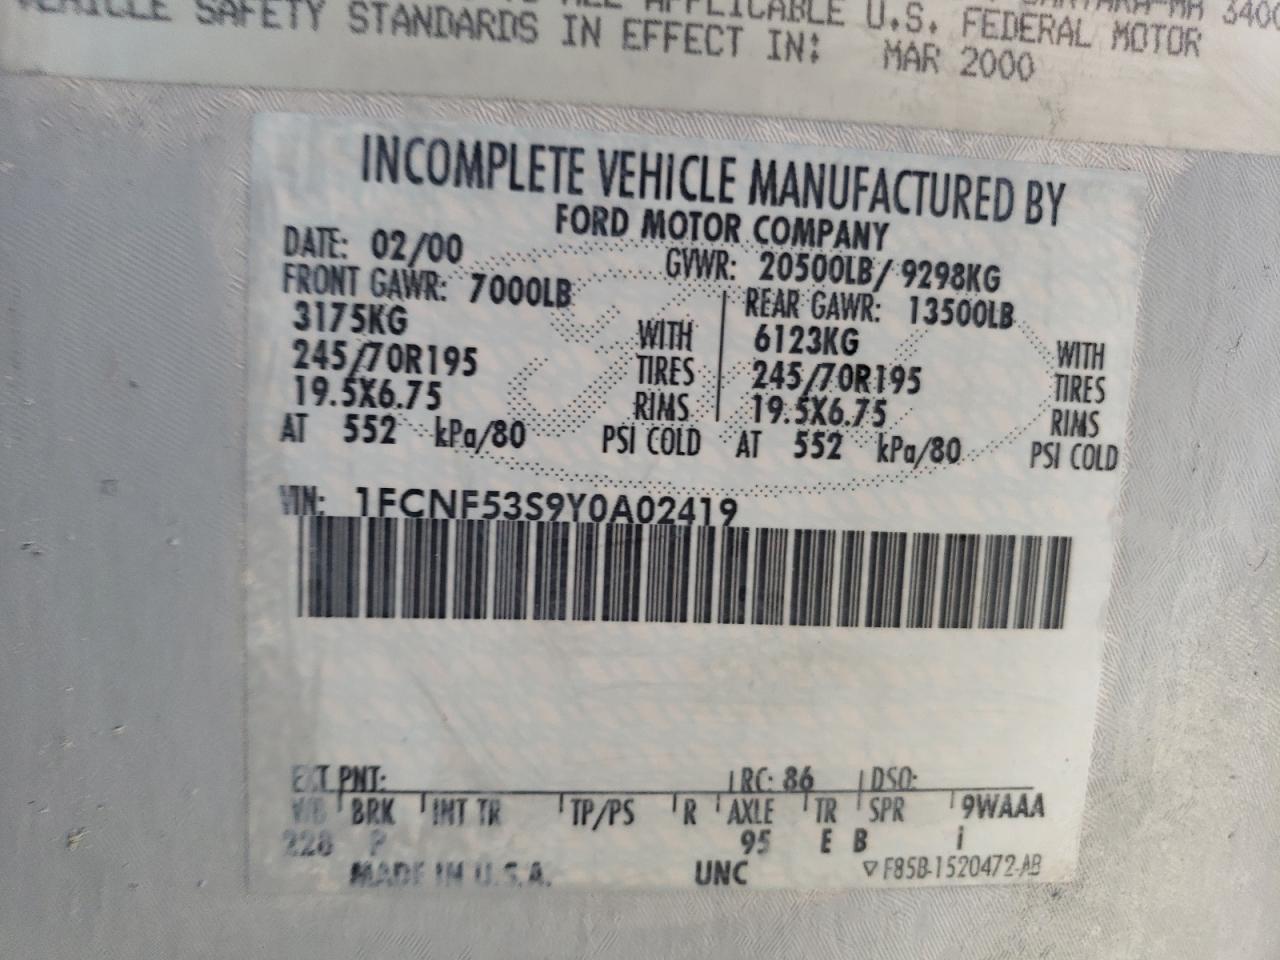 ALL APPLICABLE U.S. FEDERAL MOTOR
VEHICLE SAFETY STANDARDS IN EFFECT IN: MAR 2000
INCOMPLETE VEHICLE MANUFACTURED BY
FORD MOTOR COMPANY
DATE: 02/00 GVWR: 20500LB/ 9298KG
FRONT GAWR: 7000LB REAR GAWR: 13500LB
3175KG WITH 6123KG WITH
245/70R195 TIRES 245/70R195 TIRES
19.5X6.75 RIMS 19.5X6.75 RIMS
AT 552 kPa/80 PSI COLD AT 552 kPa/80 PSI COLD
VIN: 1FCNF53S9Y0A02419
EXT PNT: RC: 86 DSO:
W/B BRK INT TR TP/PS R AXLE TR SPR 9WAAA
228 P 95 E B i
MADE IN U.S.A. UNC ▽ F85B-1520472-AB